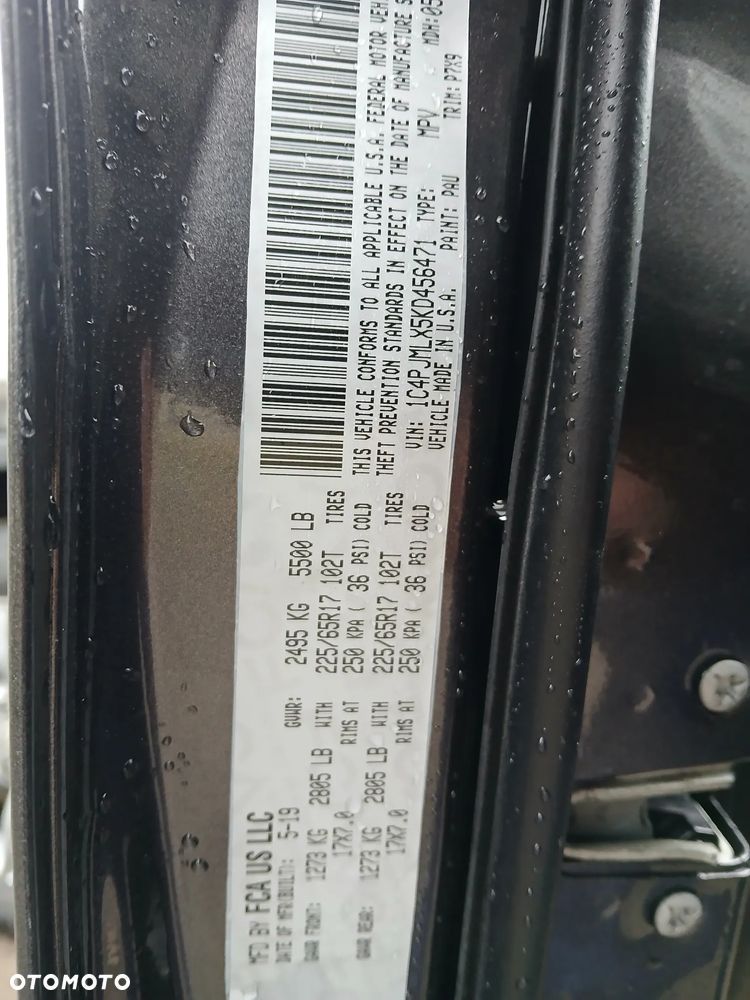 MFD BY FCA US LLC
DATE OF MFR(BUILT): 5-19 GVWR: 2495 KG 5500 LB
GAWR FRONT: 1273 KG 2805 LB WITH 225/65R17 102T TIRES
17X7.0 RIMS AT 250 KPA ( 36 PSI) COLD
GAWR REAR: 1273 KG 2805 LB WITH 225/65R17 102T TIRES
17X7.0 RIMS AT 250 KPA ( 36 PSI) COLD
THIS VEHICLE CONFORMS TO ALL APPLICABLE U.S.A. FEDERAL MOTOR
THEFT PREVENTION STANDARDS IN EFFECT ON THE DATE OF MANUFACTURE
VIN: 1C4PJMLX5KD456471 TYPE: MPV MDH: 05
VEHICLE MADE IN U.S.A. PAINT: PAU TRIM: P7X9
OTOMOTO